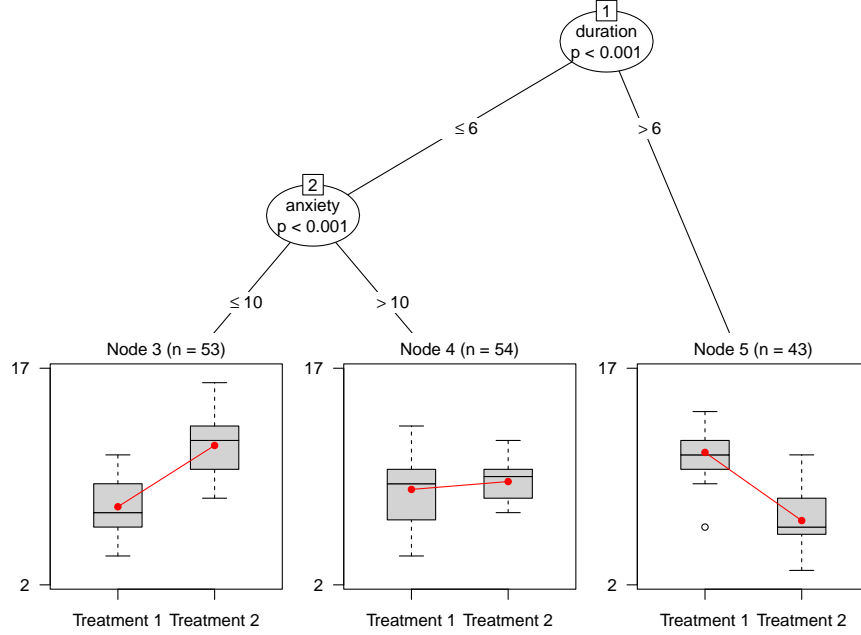 1
duration
p < 0.001
≤ 6
> 6
2
anxiety
p < 0.001
≤ 10
> 10
Node 3 (n = 53)
17
2
Treatment 1 Treatment 2
Node 4 (n = 54)
17
2
Treatment 1 Treatment 2
Node 5 (n = 43)
17
2
Treatment 1 Treatment 2